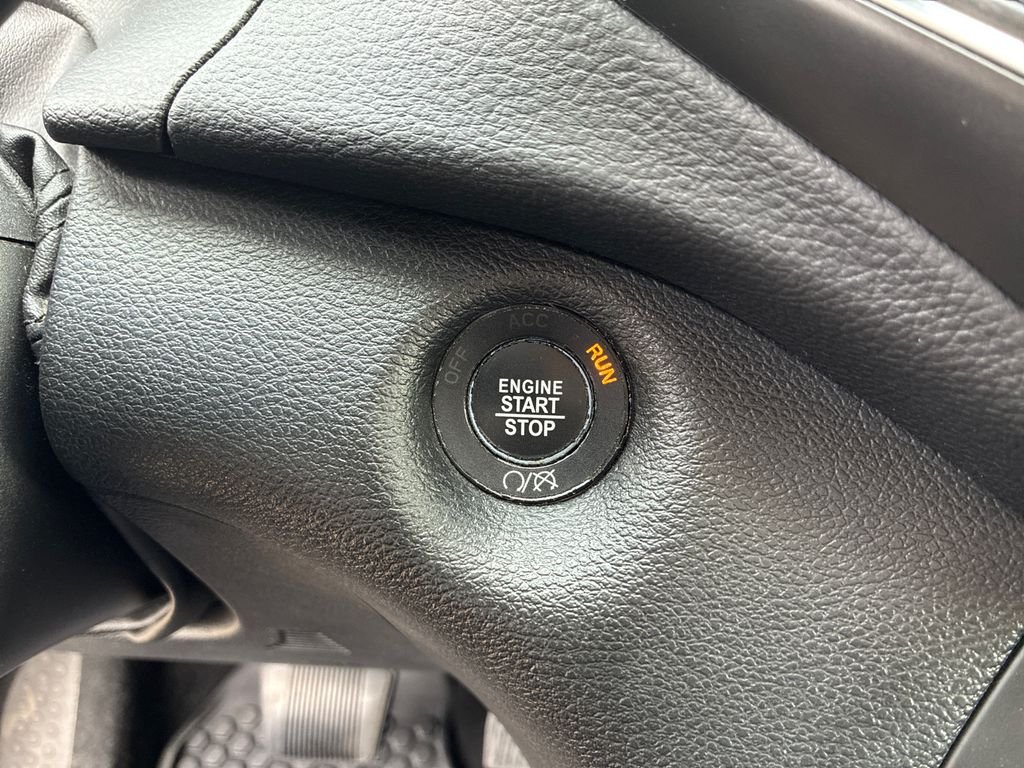 ACC
OFF
RUN
ENGINE
START
STOP